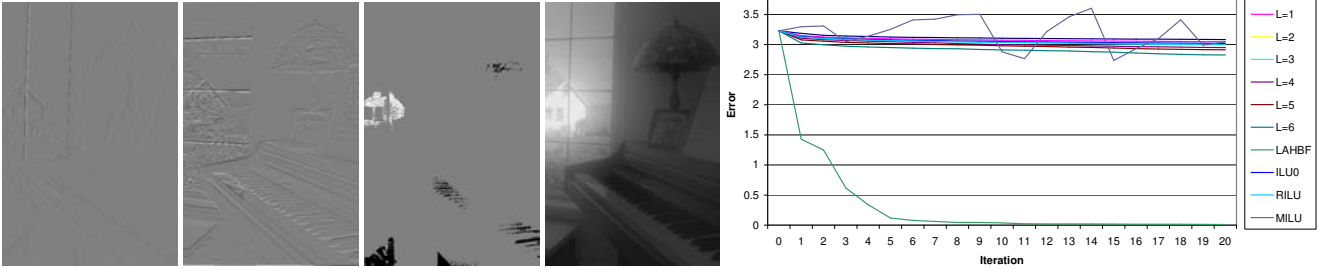 3.5
3
2.5
2
1.5
1
0.5
0
Error
0 1 2 3 4 5 6 7 8 9 10 11 12 13 14 15 16 17 18 19 20
Iteration
L=1
L=2
L=3
L=4
L=5
L=6
LAHBF
ILU0
RILU
MILU